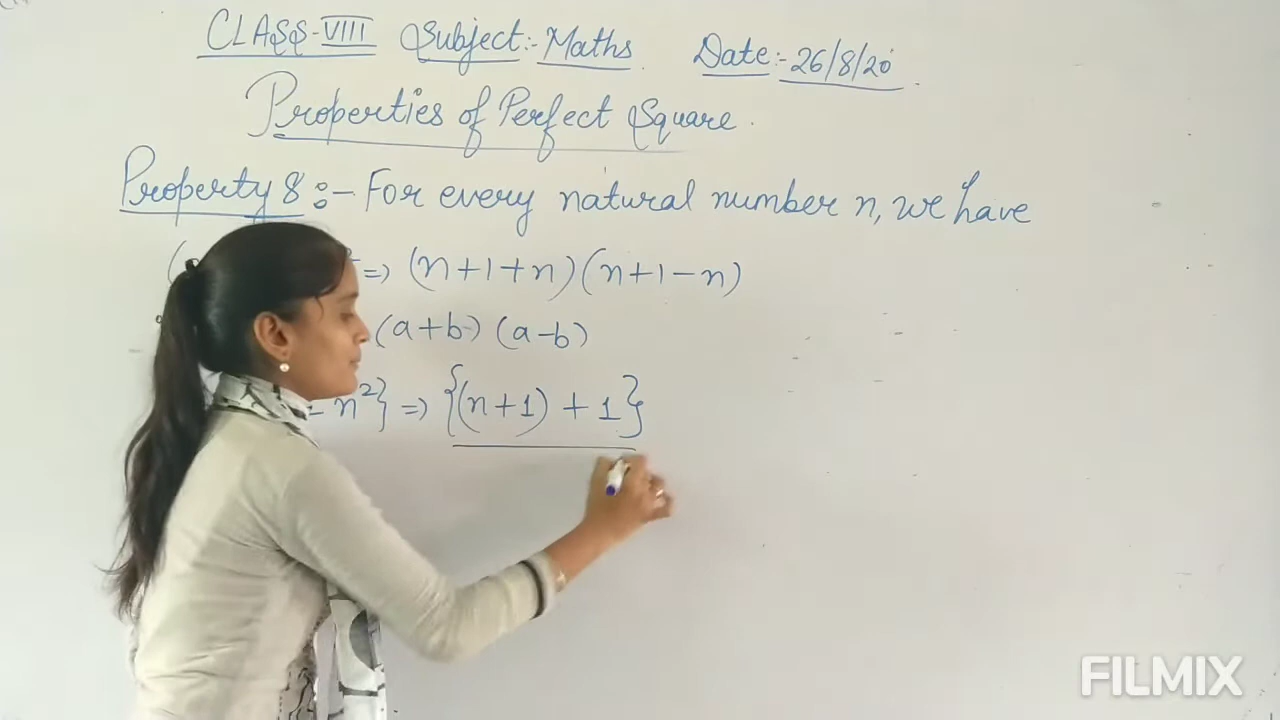 CLASS-VIII Subject:- Maths Date:- 26/8/20
Properties of Perfect Square.
Property 8:- For every natural number n, we have
=> (n+1+n)(n+1-n)
(a+b) (a-b)
- n²} => {(n+1) + 1}
FILMIX